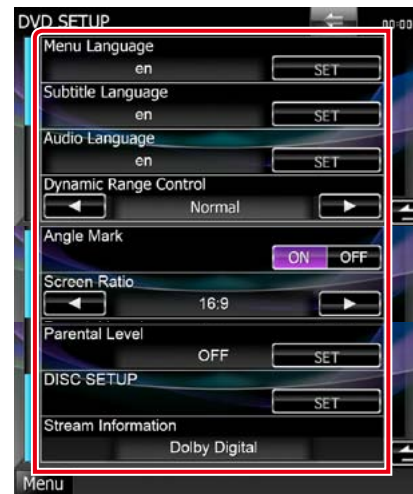 DVD SETUP 00:00
Menu Language
en SET
Subtitle Language
en SET
Audio Language
en SET
Dynamic Range Control
Normal
Angle Mark
ON OFF
Screen Ratio
16:9
Parental Level
OFF SET
DISC SETUP
SET
Stream Information
Dolby Digital
Menu